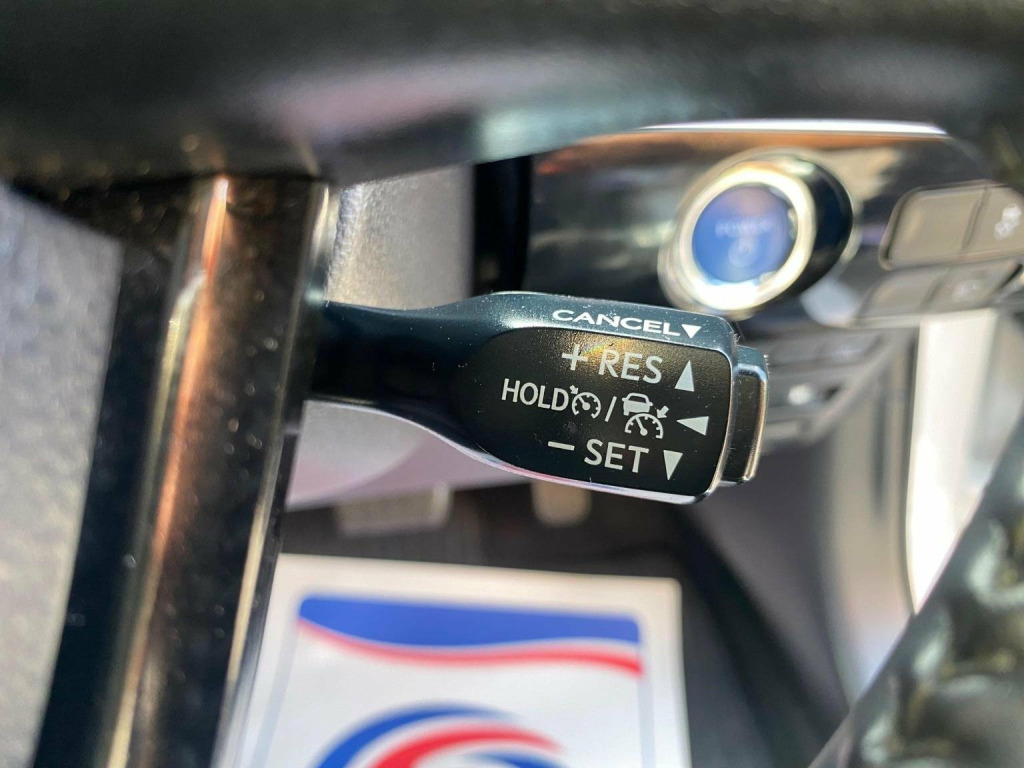 CANCEL▼
+ RES ▲
HOLD / ◀
− SET ▼